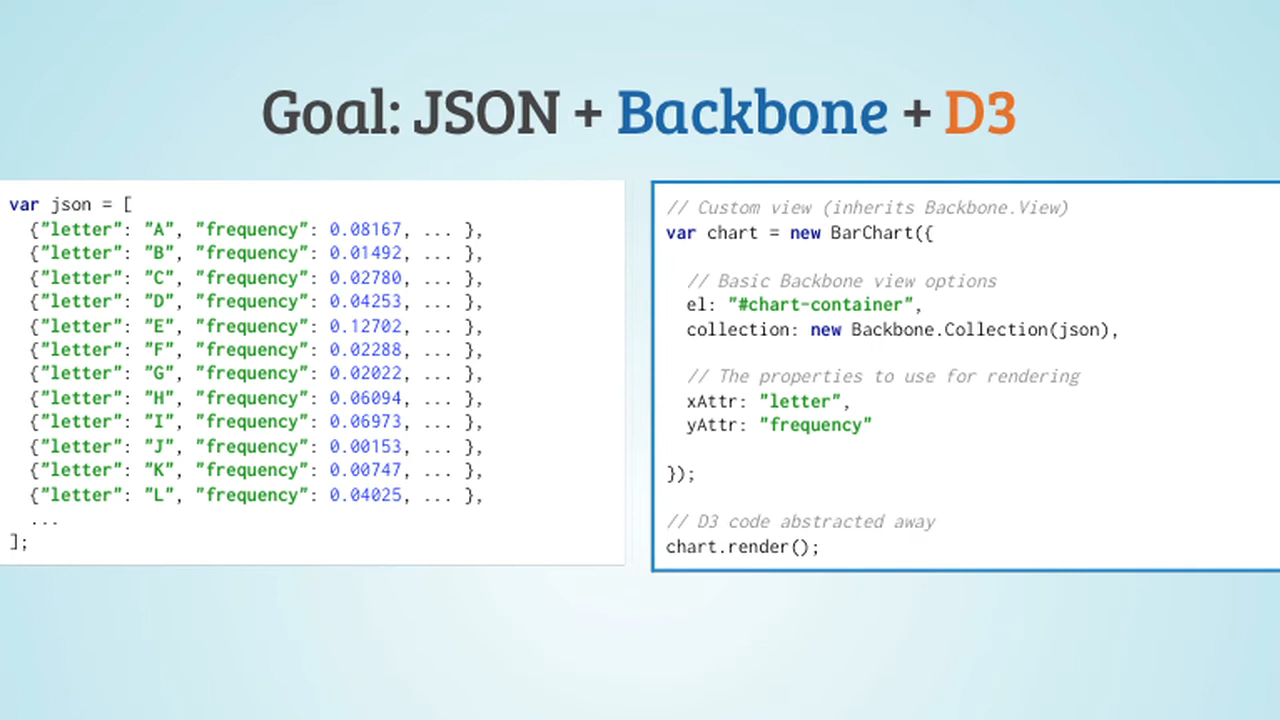 Goal: JSON + Backbone + D3
var json = [
{"letter": "A", "frequency": 0.08167, ... },
{"letter": "B", "frequency": 0.01492, ... },
{"letter": "C", "frequency": 0.02780, ... },
{"letter": "D", "frequency": 0.04253, ... },
{"letter": "E", "frequency": 0.12702, ... },
{"letter": "F", "frequency": 0.02288, ... },
{"letter": "G", "frequency": 0.02022, ... },
{"letter": "H", "frequency": 0.06094, ... },
{"letter": "I", "frequency": 0.06973, ... },
{"letter": "J", "frequency": 0.00153, ... },
{"letter": "K", "frequency": 0.00747, ... },
{"letter": "L", "frequency": 0.04025, ... },
...
];
// Custom view (inherits Backbone.View)
var chart = new BarChart({
// Basic Backbone view options
el: "#chart-container",
collection: new Backbone.Collection(json),
// The properties to use for rendering
xAttr: "letter",
yAttr: "frequency"
});
// D3 code abstracted away
chart.render();